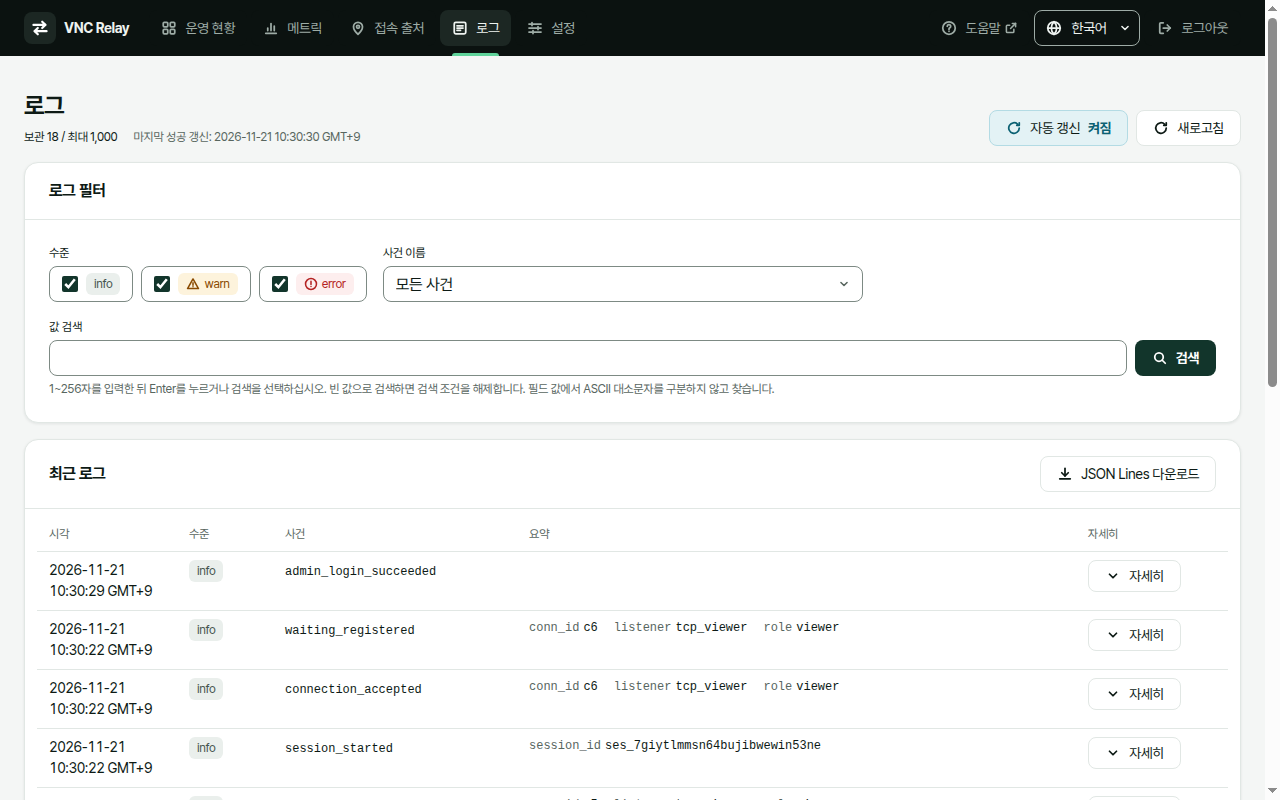 VNC Relay 운영 현황 메트릭 접속 출처 로그 설정 도움말 한국어 로그아웃
로그
보관 18 / 최대 1,000 마지막 성공 갱신: 2026-11-21 10:30:30 GMT+9
자동 갱신 켜짐 새로고침
로그 필터
수준 사건 이름
info warn error 모든 사건
값 검색
검색
1~256자를 입력한 뒤 Enter를 누르거나 검색을 선택하십시오. 빈 값으로 검색하면 검색 조건을 해제합니다. 필드 값에서 ASCII 대소문자를 구분하지 않고 찾습니다.
최근 로그 JSON Lines 다운로드
시각 수준 사건 요약 자세히
2026-11-21 10:30:29 GMT+9 info admin_login_succeeded 자세히
2026-11-21 10:30:22 GMT+9 info waiting_registered conn_id c6 listener tcp_viewer role viewer 자세히
2026-11-21 10:30:22 GMT+9 info connection_accepted conn_id c6 listener tcp_viewer role viewer 자세히
2026-11-21 10:30:22 GMT+9 info session_started session_id ses_7giytlmmsn64bujibwewin53ne 자세히